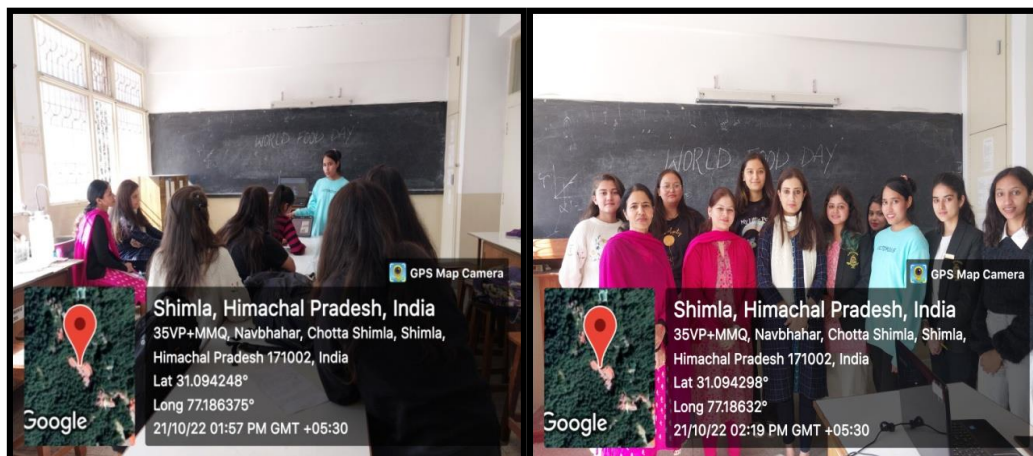 WORLD FOOD DAY
GPS Map Camera
Shimla, Himachal Pradesh, India
35VP+MMQ, Navbhahar, Chotta Shimla, Shimla,
Himachal Pradesh 171002, India
Lat 31.094248°
Long 77.186375°
21/10/22 01:57 PM GMT +05:30
Google
WORLD FOOD DAY
GPS Map Camera
Shimla, Himachal Pradesh, India
35VP+MMQ, Navbhahar, Chotta Shimla, Shimla,
Himachal Pradesh 171002, India
Lat 31.094298°
Long 77.18632°
21/10/22 02:19 PM GMT +05:30
Google